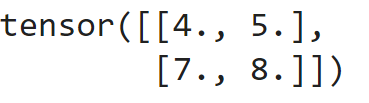 tensor([[4., 5.],
        [7., 8.]])